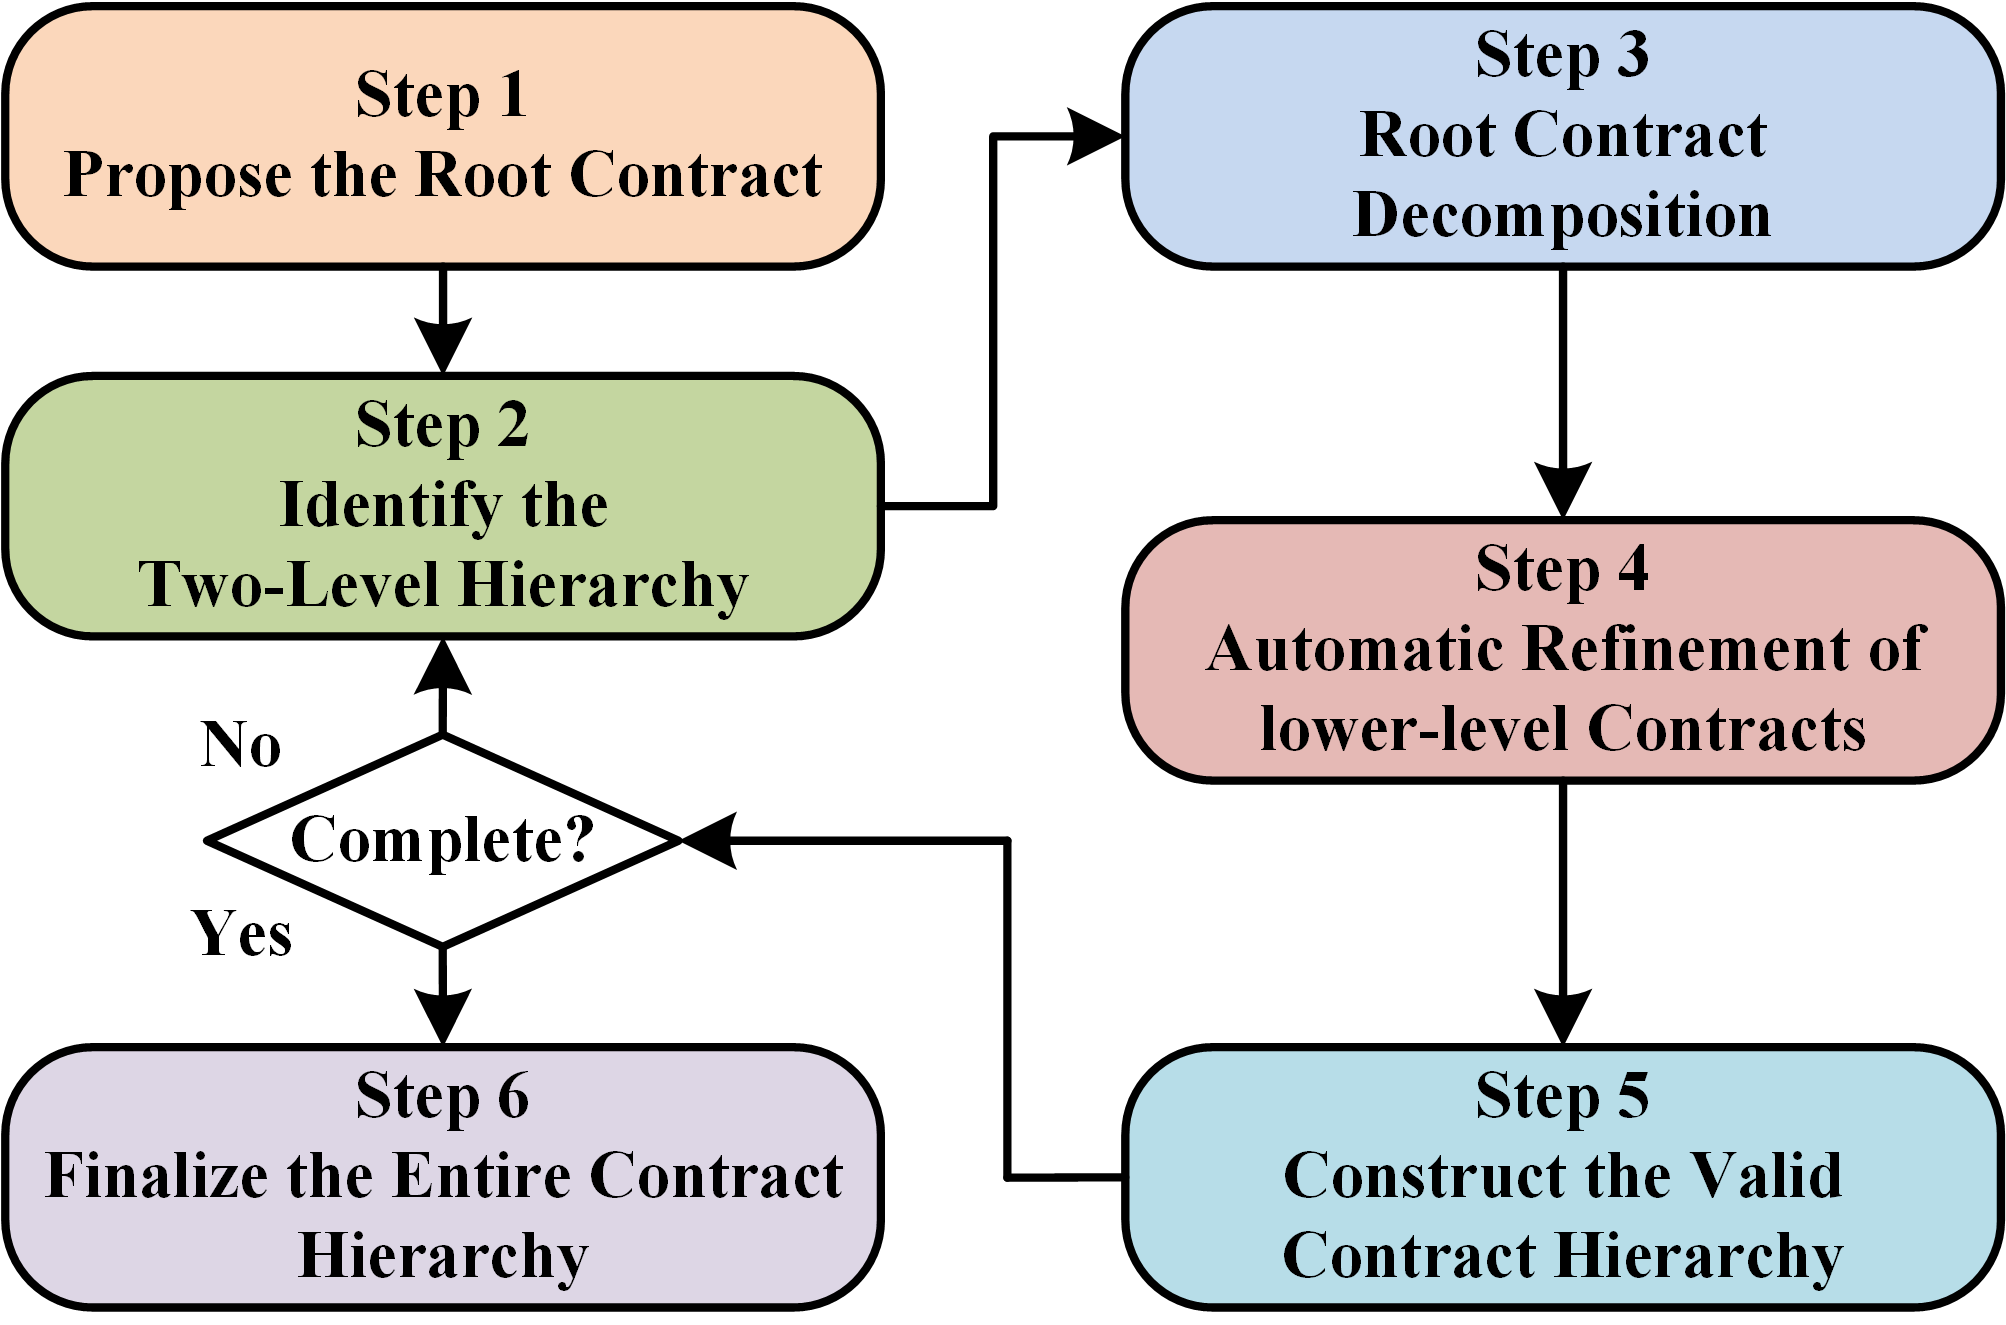 Step 1
Propose the Root Contract
Step 2
Identify the
Two-Level Hierarchy
Step 3
Root Contract
Decomposition
Step 4
Automatic Refinement of
lower-level Contracts
Step 5
Construct the Valid
Contract Hierarchy
No
Complete?
Yes
Step 6
Finalize the Entire Contract
Hierarchy